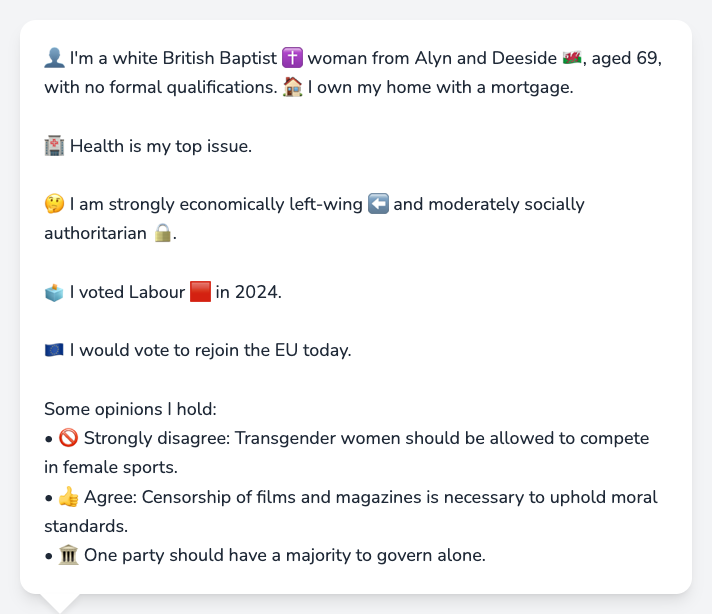 👤 I'm a white British Baptist ✝️ woman from Alyn and Deeside 🏴󠁧󠁢󠁷󠁬󠁳󠁿, aged 69,
with no formal qualifications. 🏠 I own my home with a mortgage.
🏥 Health is my top issue.
🤔 I am strongly economically left-wing ⬅️ and moderately socially
authoritarian 🔒.
🗳️ I voted Labour 🟥 in 2024.
🇪🇺 I would vote to rejoin the EU today.
Some opinions I hold:
• 🚫 Strongly disagree: Transgender women should be allowed to compete
in female sports.
• 👍 Agree: Censorship of films and magazines is necessary to uphold moral
standards.
• 🏛️ One party should have a majority to govern alone.